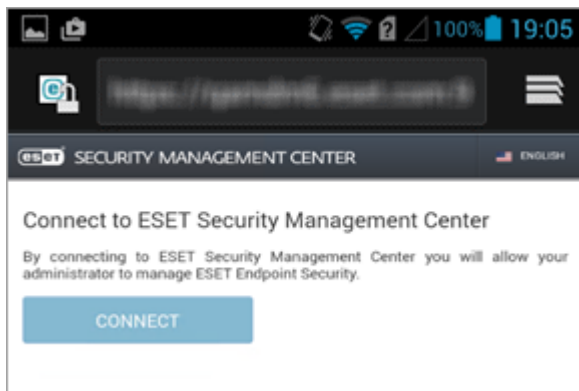 100% 19:05
eset SECURITY MANAGEMENT CENTER ENGLISH
Connect to ESET Security Management Center
By connecting to ESET Security Management Center you will allow your
administrator to manage ESET Endpoint Security.
CONNECT